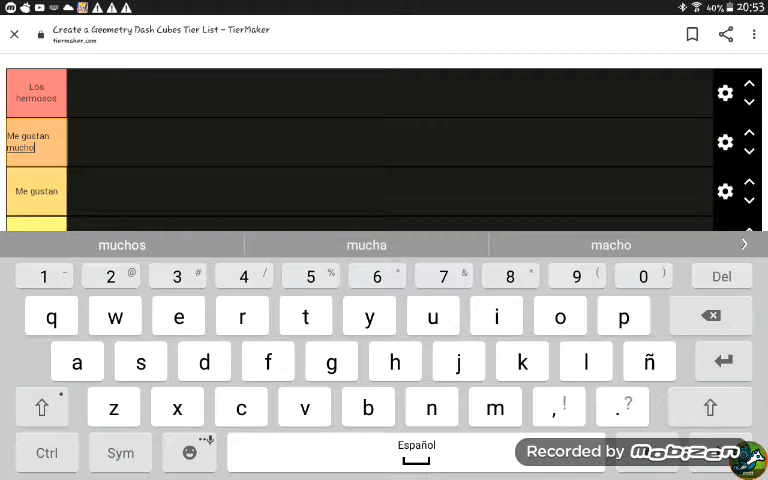 40% 20:53
Create a Geometry Dash Cubes Tier List - TierMaker
tiermaker.com
Los
hermosos
Me gustan
mucho
Me gustan
muchos mucha macho
1 - 2 @ 3 # 4 / 5 % 6 ^ 7 & 8 * 9 ( 0 ) Del
q w e r t y u i o p
a s d f g h j k l ñ
z x c v b n m , ! . ?
Ctrl Sym Español
Recorded by Mobizen